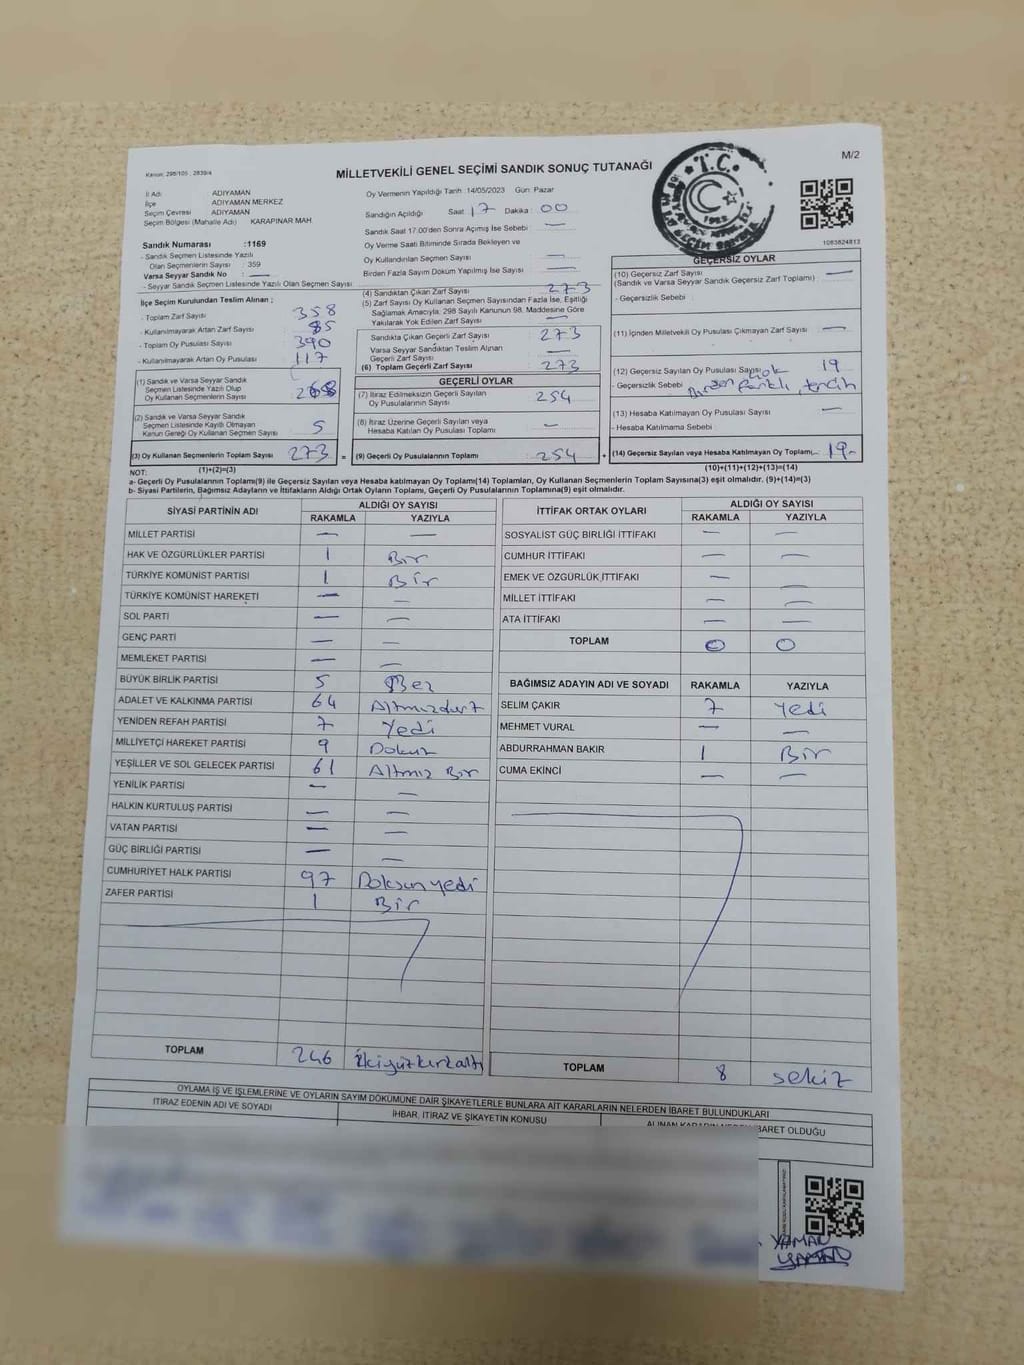 Kanun: 298/105 , 2839/4
MİLLETVEKİLİ GENEL SEÇİMİ SANDIK SONUÇ TUTANAĞI
M/2
T.C.
1063824813
İl Adı ADIYAMAN
İlçe ADIYAMAN MERKEZ
Seçim Çevresi ADIYAMAN
Seçim Bölgesi (Mahalle Adı) KARAPINAR MAH
Sandık Numarası :1169
- Sandık Seçmen Listesinde Yazılı
Olan Seçmenlerin Sayısı : 359
Varsa Seyyar Sandık No : —
- Seyyar Sandık Seçmen Listesinde Yazılı Olan Seçmen Sayısı
Oy Vermenin Yapıldığı Tarih :14/05/2023 Gün: Pazar
Sandığın Açıldığı Saat 17 Dakika : 00
Sandık Saat 17:00'den Sonra Açımış İse Sebebi —
Oy Verme Saati Bitiminde Sırada Bekleyen ve
Oy Kullandırılan Seçmen Sayısı —
Birden Fazla Sayım Döküm Yapılmış İse Sayısı —
İlçe Seçim Kurulundan Teslim Alınan ;
- Toplam Zarf Sayısı 358
- Kullanılmayarak Artan Zarf Sayısı 85
- Toplam Oy Pusulası Sayısı 390
- Kullanılmayarak Artan Oy Pusulası 117
(1) Sandık ve Varsa Seyyar Sandık
Seçmen Listesinde Yazılı Olup
Oy Kullanan Seçmenlerin Sayısı 268
(2) Sandık ve Varsa Seyyar Sandık
Seçmen Listesinde Kayıtlı Olmayan
Kanun Gereği Oy Kullanan Seçmen Sayısı 5
(3) Oy Kullanan Seçmenlerin Toplam Sayısı 273 =
(1)+(2)=(3)
(4) Sandıktan Çıkan Zarf Sayısı 273
(5) Zarf Sayısı Oy Kullanan Seçmen Sayısından Fazla İse, Eşitliği
Sağlamak Amacıyla, 298 Sayılı Kanunun 98. Maddesine Göre
Yakılarak Yok Edilen Zarf Sayısı —
Sandıkta Çıkan Geçerli Zarf Sayısı 273
Varsa Seyyar Sandıktan Teslim Alınan
Geçerli Zarf Sayısı —
(6) Toplam Geçerli Zarf Sayısı 273
GEÇERLİ OYLAR
(7) İtiraz Edilmeksizin Geçerli Sayılan
Oy Pusulalarının Sayısı 254
(8) İtiraz Üzerine Geçerli Sayılan veya
Hesaba Katılan Oy Pusulası Toplamı —
(9) Geçerli Oy Pusulalarının Toplamı 254 +
GEÇERSİZ OYLAR
(10) Geçersiz Zarf Sayısı —
(Sandık ve Varsa Seyyar Sandık Geçersiz Zarf Toplamı)
- Geçersizlik Sebebi :
(11) İçinden Milletvekili Oy Pusulası Çıkmayan Zarf Sayısı —
(12) Geçersiz Sayılan Oy Pusulası Sayısı 19
- Geçersizlik Sebebi Birden çok farklı tercih
(13) Hesaba Katılmayan Oy Pusulası Sayısı —
- Hesaba Katılmama Sebebi :
(14) Geçersiz Sayılan veya Hesaba Katılmayan Oy Toplamı 19-
(10)+(11)+(12)+(13)=(14)
NOT:
a- Geçerli Oy Pusulalarının Toplamı(9) ile Geçersiz Sayılan veya Hesaba katılmayan Oy Toplamı(14) Toplamları, Oy Kullanan Seçmenlerin Toplam Sayısına(3) eşit olmalıdır. (9)+(14)=(3)
b- Siyasi Partilerin, Bağımsız Adayların ve İttifakların Aldığı Ortak Oyların Toplamı, Geçerli Oy Pusulalarının Toplamına(9) eşit olmalıdır.
SİYASİ PARTİNİN ADI ALDIĞI OY SAYISI
RAKAMLA YAZIYLA
MİLLET PARTİSİ — —
HAK VE ÖZGÜRLÜKLER PARTİSİ 1 Bir
TÜRKİYE KOMÜNİST PARTİSİ 1 Bir
TÜRKİYE KOMÜNİST HAREKETİ — —
SOL PARTİ — —
GENÇ PARTİ — —
MEMLEKET PARTİSİ — —
BÜYÜK BİRLİK PARTİSİ 5 Beş
ADALET VE KALKINMA PARTİSİ 64 Altmızdört
YENİDEN REFAH PARTİSİ 7 Yedi
MİLLİYETÇİ HAREKET PARTİSİ 9 Dokuz
YEŞİLLER VE SOL GELECEK PARTİSİ 61 Altmız Bir
YENİLİK PARTİSİ — —
HALKIN KURTULUŞ PARTİSİ — —
VATAN PARTİSİ — —
GÜÇ BİRLİĞİ PARTİSİ — —
CUMHURİYET HALK PARTİSİ 97 Doksanyedi
ZAFER PARTİSİ 1 Bir
TOPLAM 246 İkiyüzkırkaltı
İTTİFAK ORTAK OYLARI ALDIĞI OY SAYISI
RAKAMLA YAZIYLA
SOSYALİST GÜÇ BİRLİĞİ İTTİFAKI — —
CUMHUR İTTİFAKI — —
EMEK VE ÖZGÜRLÜK İTTİFAKI — —
MİLLET İTTİFAKI — —
ATA İTTİFAKI — —
TOPLAM 0 0
BAĞIMSIZ ADAYIN ADI VE SOYADI RAKAMLA YAZIYLA
SELİM ÇAKIR 7 Yedi
MEHMET VURAL — —
ABDURRAHMAN BAKIR 1 Bir
CUMA EKİNCİ — —
TOPLAM 8 sekiz
OYLAMA İŞ VE İŞLEMLERİNE VE OYLARIN SAYIM DÖKÜMÜNE DAİR ŞİKAYETLERLE BUNLARA AİT KARARLARIN NELERDEN İBARET BULUNDUKLARI
İTİRAZ EDENİN ADI VE SOYADI İHBAR, İTİRAZ VE ŞİKAYETİN KONUSU ALINAN KARARIN NEDEN İBARET OLDUĞU
YAMAN
YAMAN